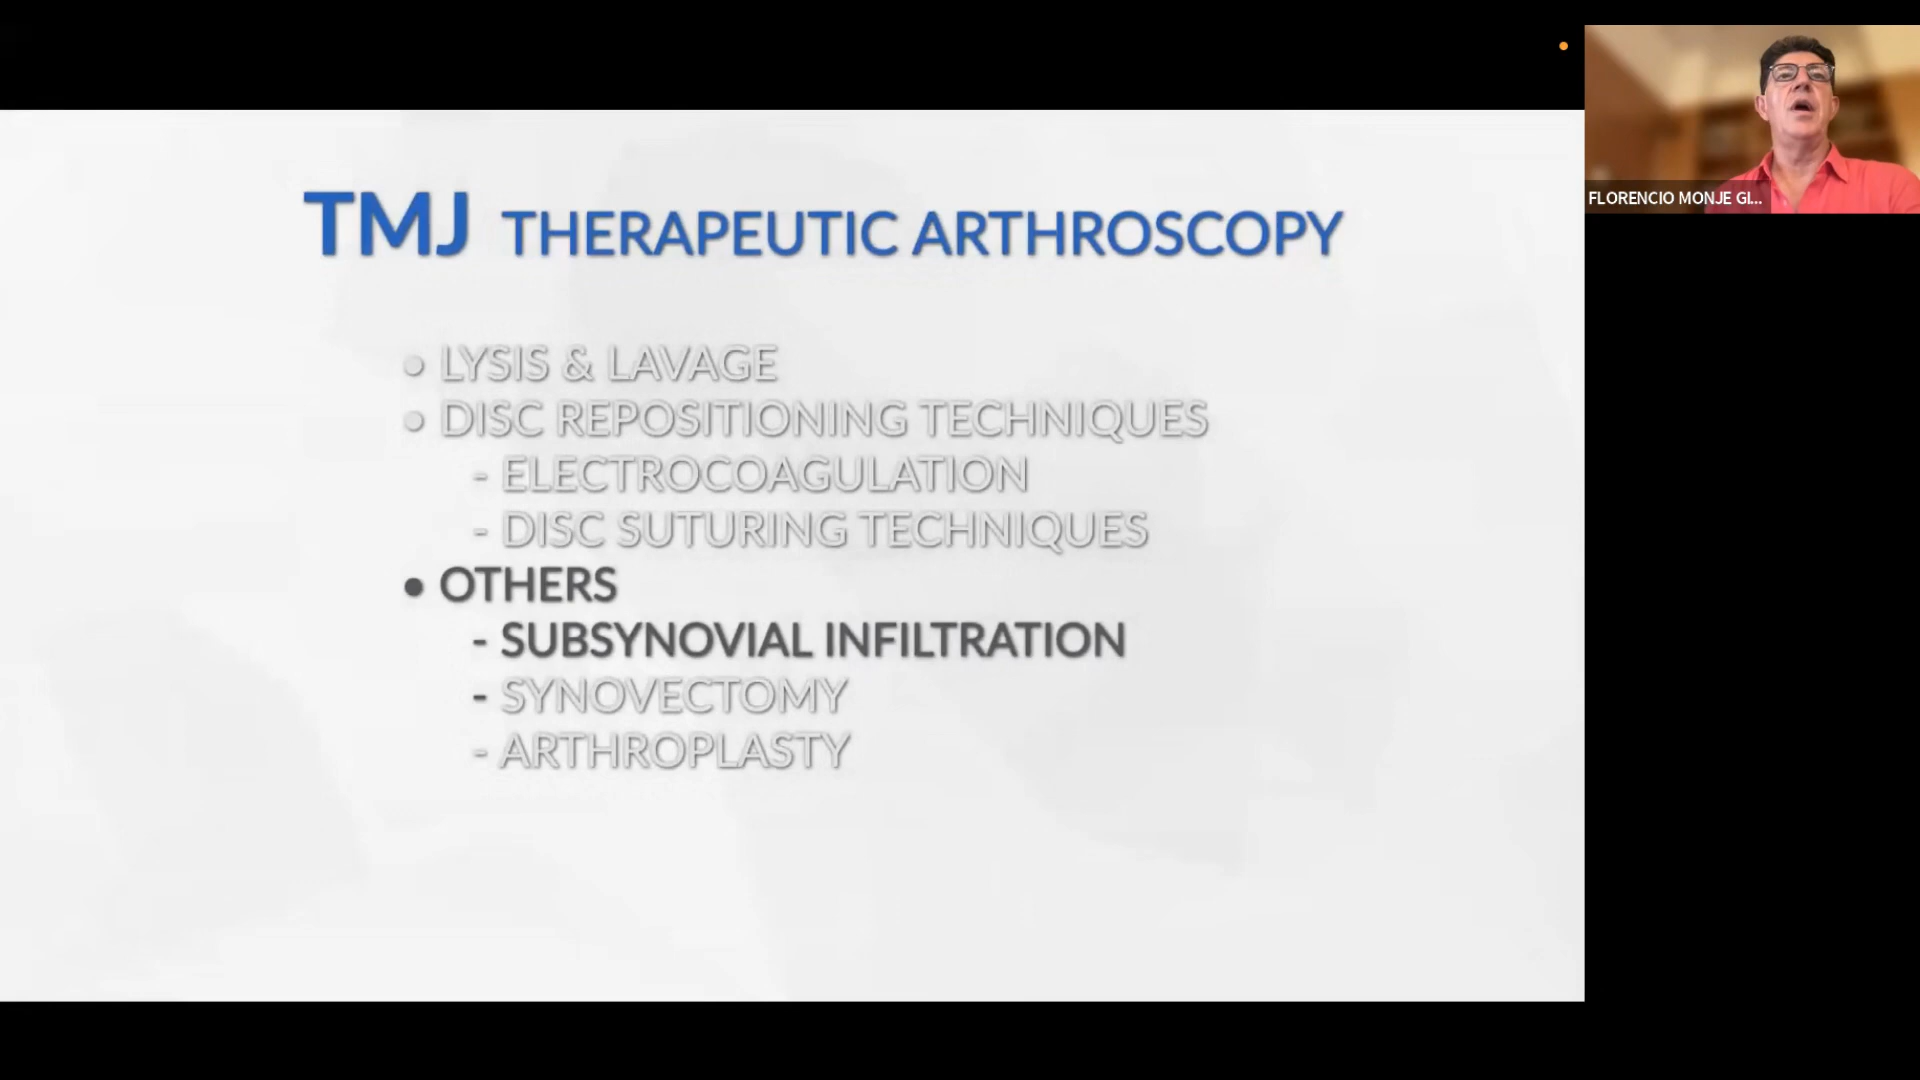 TMJ THERAPEUTIC ARTHROSCOPY
• LYSIS & LAVAGE
• DISC REPOSITIONING TECHNIQUES
- ELECTROCOAGULATION
- DISC SUTURING TECHNIQUES
• OTHERS
- SUBSYNOVIAL INFILTRATION
- SYNOVECTOMY
- ARTHROPLASTY
FLORENCIO MONJE GI...